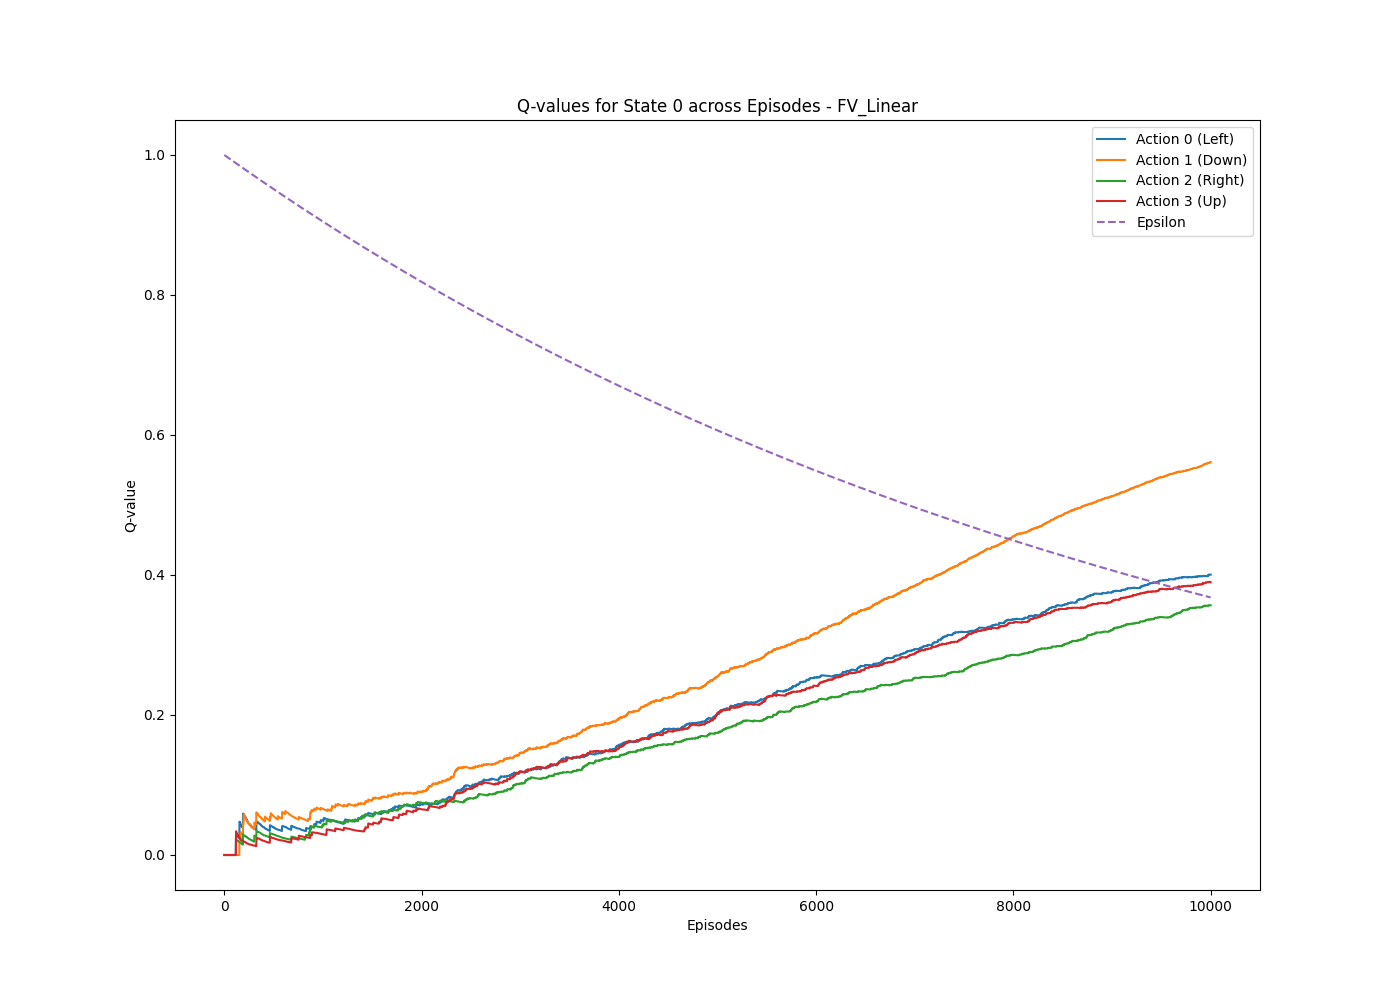 Q-values for State 0 across Episodes - FV_Linear
Action 0 (Left)
Action 1 (Down)
Action 2 (Right)
Action 3 (Up)
Epsilon
1.0
0.8
0.6
0.4
0.2
0.0
Q-value
0 2000 4000 6000 8000 10000
Episodes